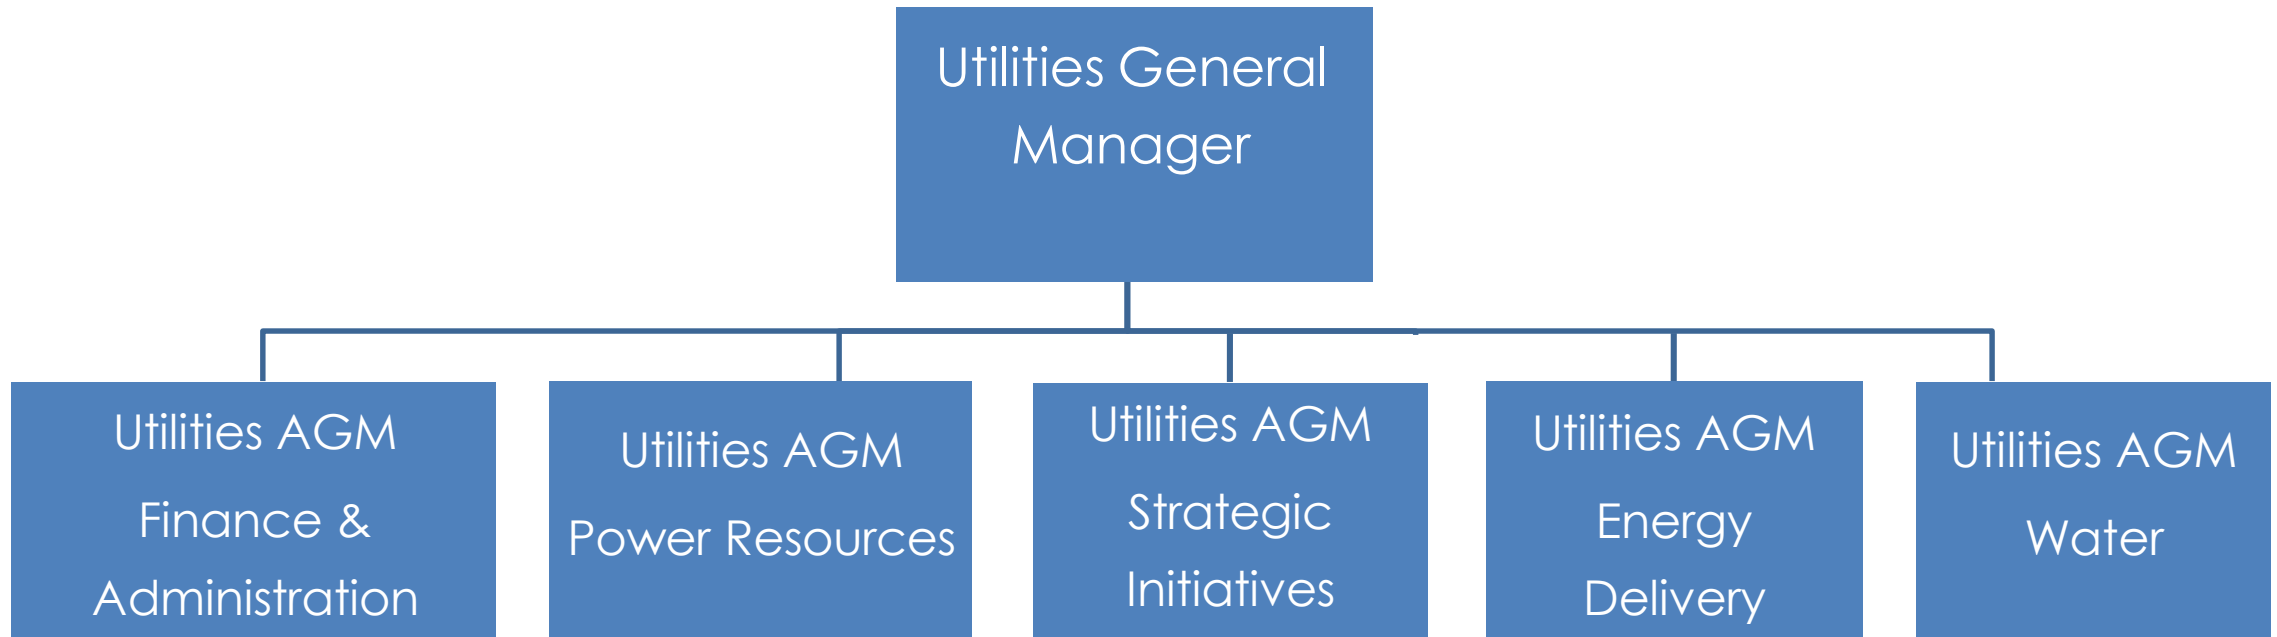 Utilities General
Manager
Utilities AGM
Finance &
Administration
Utilities AGM
Power Resources
Utilities AGM
Strategic
Initiatives
Utilities AGM
Energy
Delivery
Utilities AGM
Water